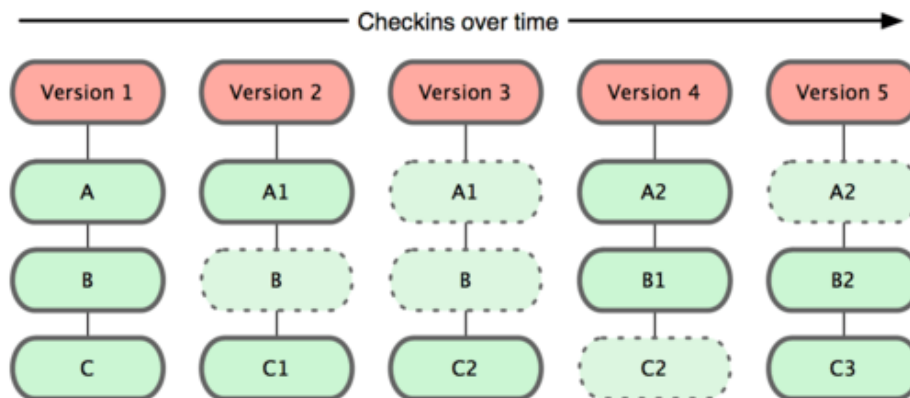 Checkins over time
Version 1 Version 2 Version 3 Version 4 Version 5
A A1 A1 A2 A2
B B B B1 B2
C C1 C2 C2 C3